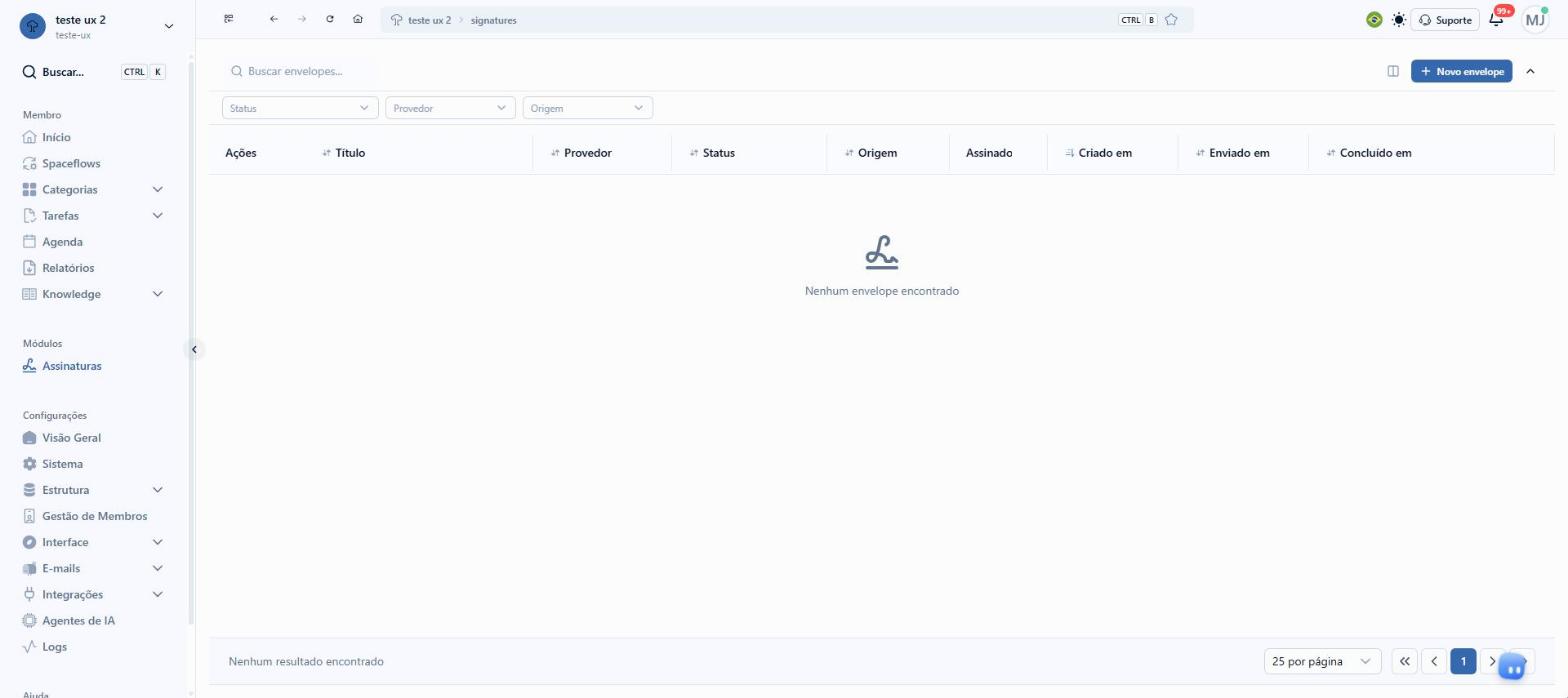 teste ux 2
teste-ux
Buscar... CTRL K
Membro
Início
Spaceflows
Categorias
Tarefas
Agenda
Relatórios
Knowledge
Módulos
Assinaturas
Configurações
Visão Geral
Sistema
Estrutura
Gestão de Membros
Interface
E-mails
Integrações
Agentes de IA
Logs
Ajuda
teste ux 2 signatures CTRL B
Suporte 99+ MJ
Buscar envelopes... Novo envelope
Status Provedor Origem
Ações Título Provedor Status Origem Assinado Criado em Enviado em Concluído em
Nenhum envelope encontrado
Nenhum resultado encontrado 25 por página 1